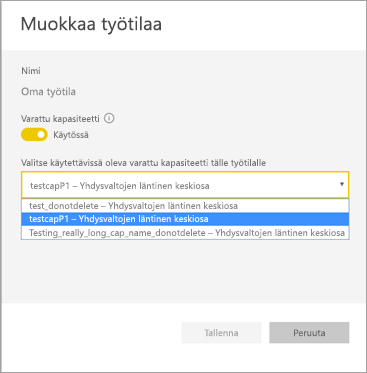 Muokkaa työtilaa
Nimi
Oma työtila
Varattu kapasiteetti
Käytössä
Valitse käytettävissä oleva varattu kapasiteetti tälle työtilalle
testcapP1 – Yhdysvaltojen läntinen keskiosa
test_donotdelete – Yhdysvaltojen läntinen keskiosa
testcapP1 – Yhdysvaltojen läntinen keskiosa
Testing_really_long_cap_name_donotdelete – Yhdysvaltojen läntinen keskiosa
Tallenna Peruuta